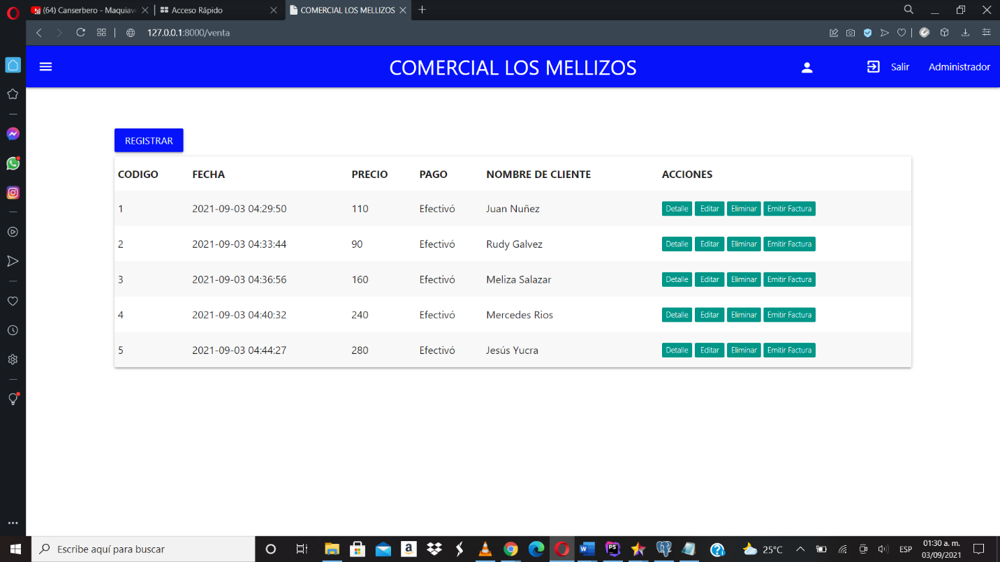 (64) Canserbero - Maquiave
Acceso Rápido
COMERCIAL LOS MELLIZOS
127.0.0.1:8000/venta
COMERCIAL LOS MELLIZOS
Salir
Administrador
REGISTRAR
CODIGO FECHA PRECIO PAGO NOMBRE DE CLIENTE ACCIONES
1 2021-09-03 04:29:50 110 Efectivó Juan Nuñez Detalle Editar Eliminar Emitir Factura
2 2021-09-03 04:33:44 90 Efectivó Rudy Galvez Detalle Editar Eliminar Emitir Factura
3 2021-09-03 04:36:56 160 Efectivó Meliza Salazar Detalle Editar Eliminar Emitir Factura
4 2021-09-03 04:40:32 240 Efectivó Mercedes Rios Detalle Editar Eliminar Emitir Factura
5 2021-09-03 04:44:27 280 Efectivó Jesús Yucra Detalle Editar Eliminar Emitir Factura
Escribe aquí para buscar
25°C
ESP
01:30 a. m.
03/09/2021